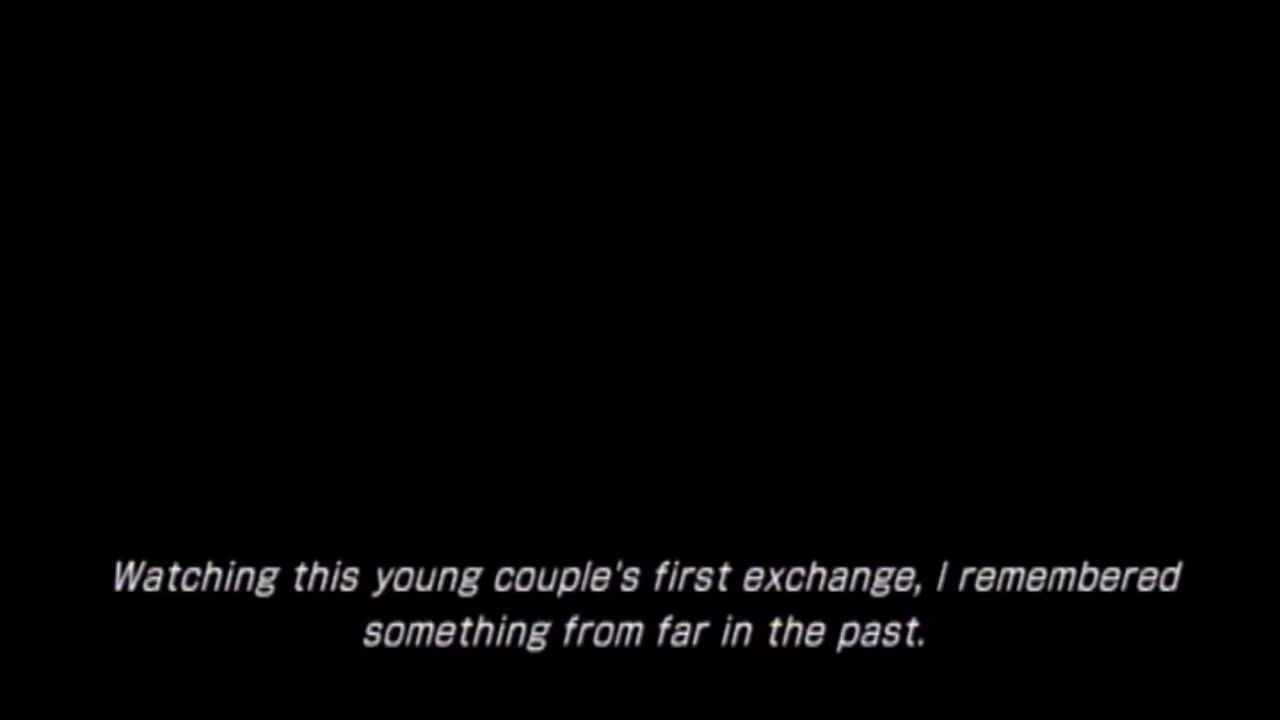 Watching this young couple's first exchange, I remembered
something from far in the past.